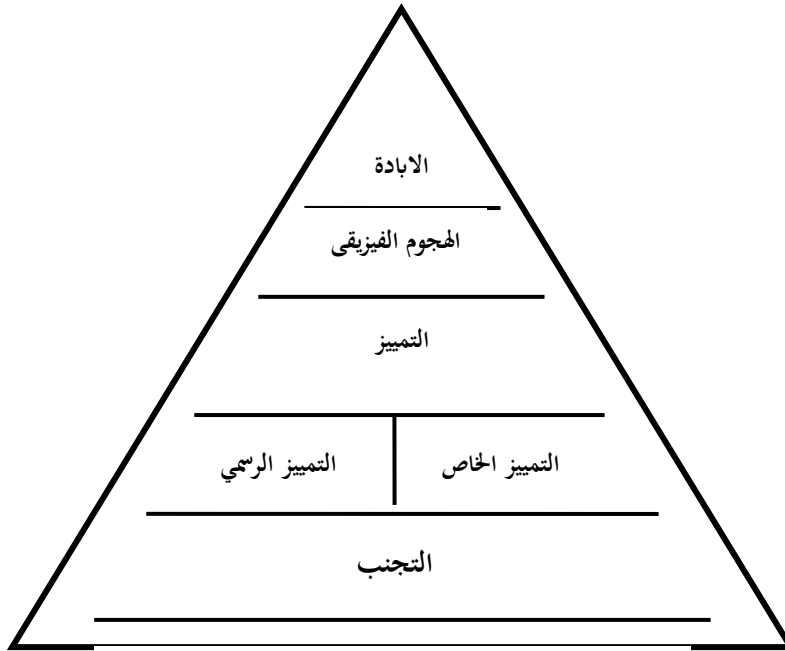 الابادة
الهجوم الفيزيقى
التمييز
التمييز الخاص
التمييز الرسمي
التجنب